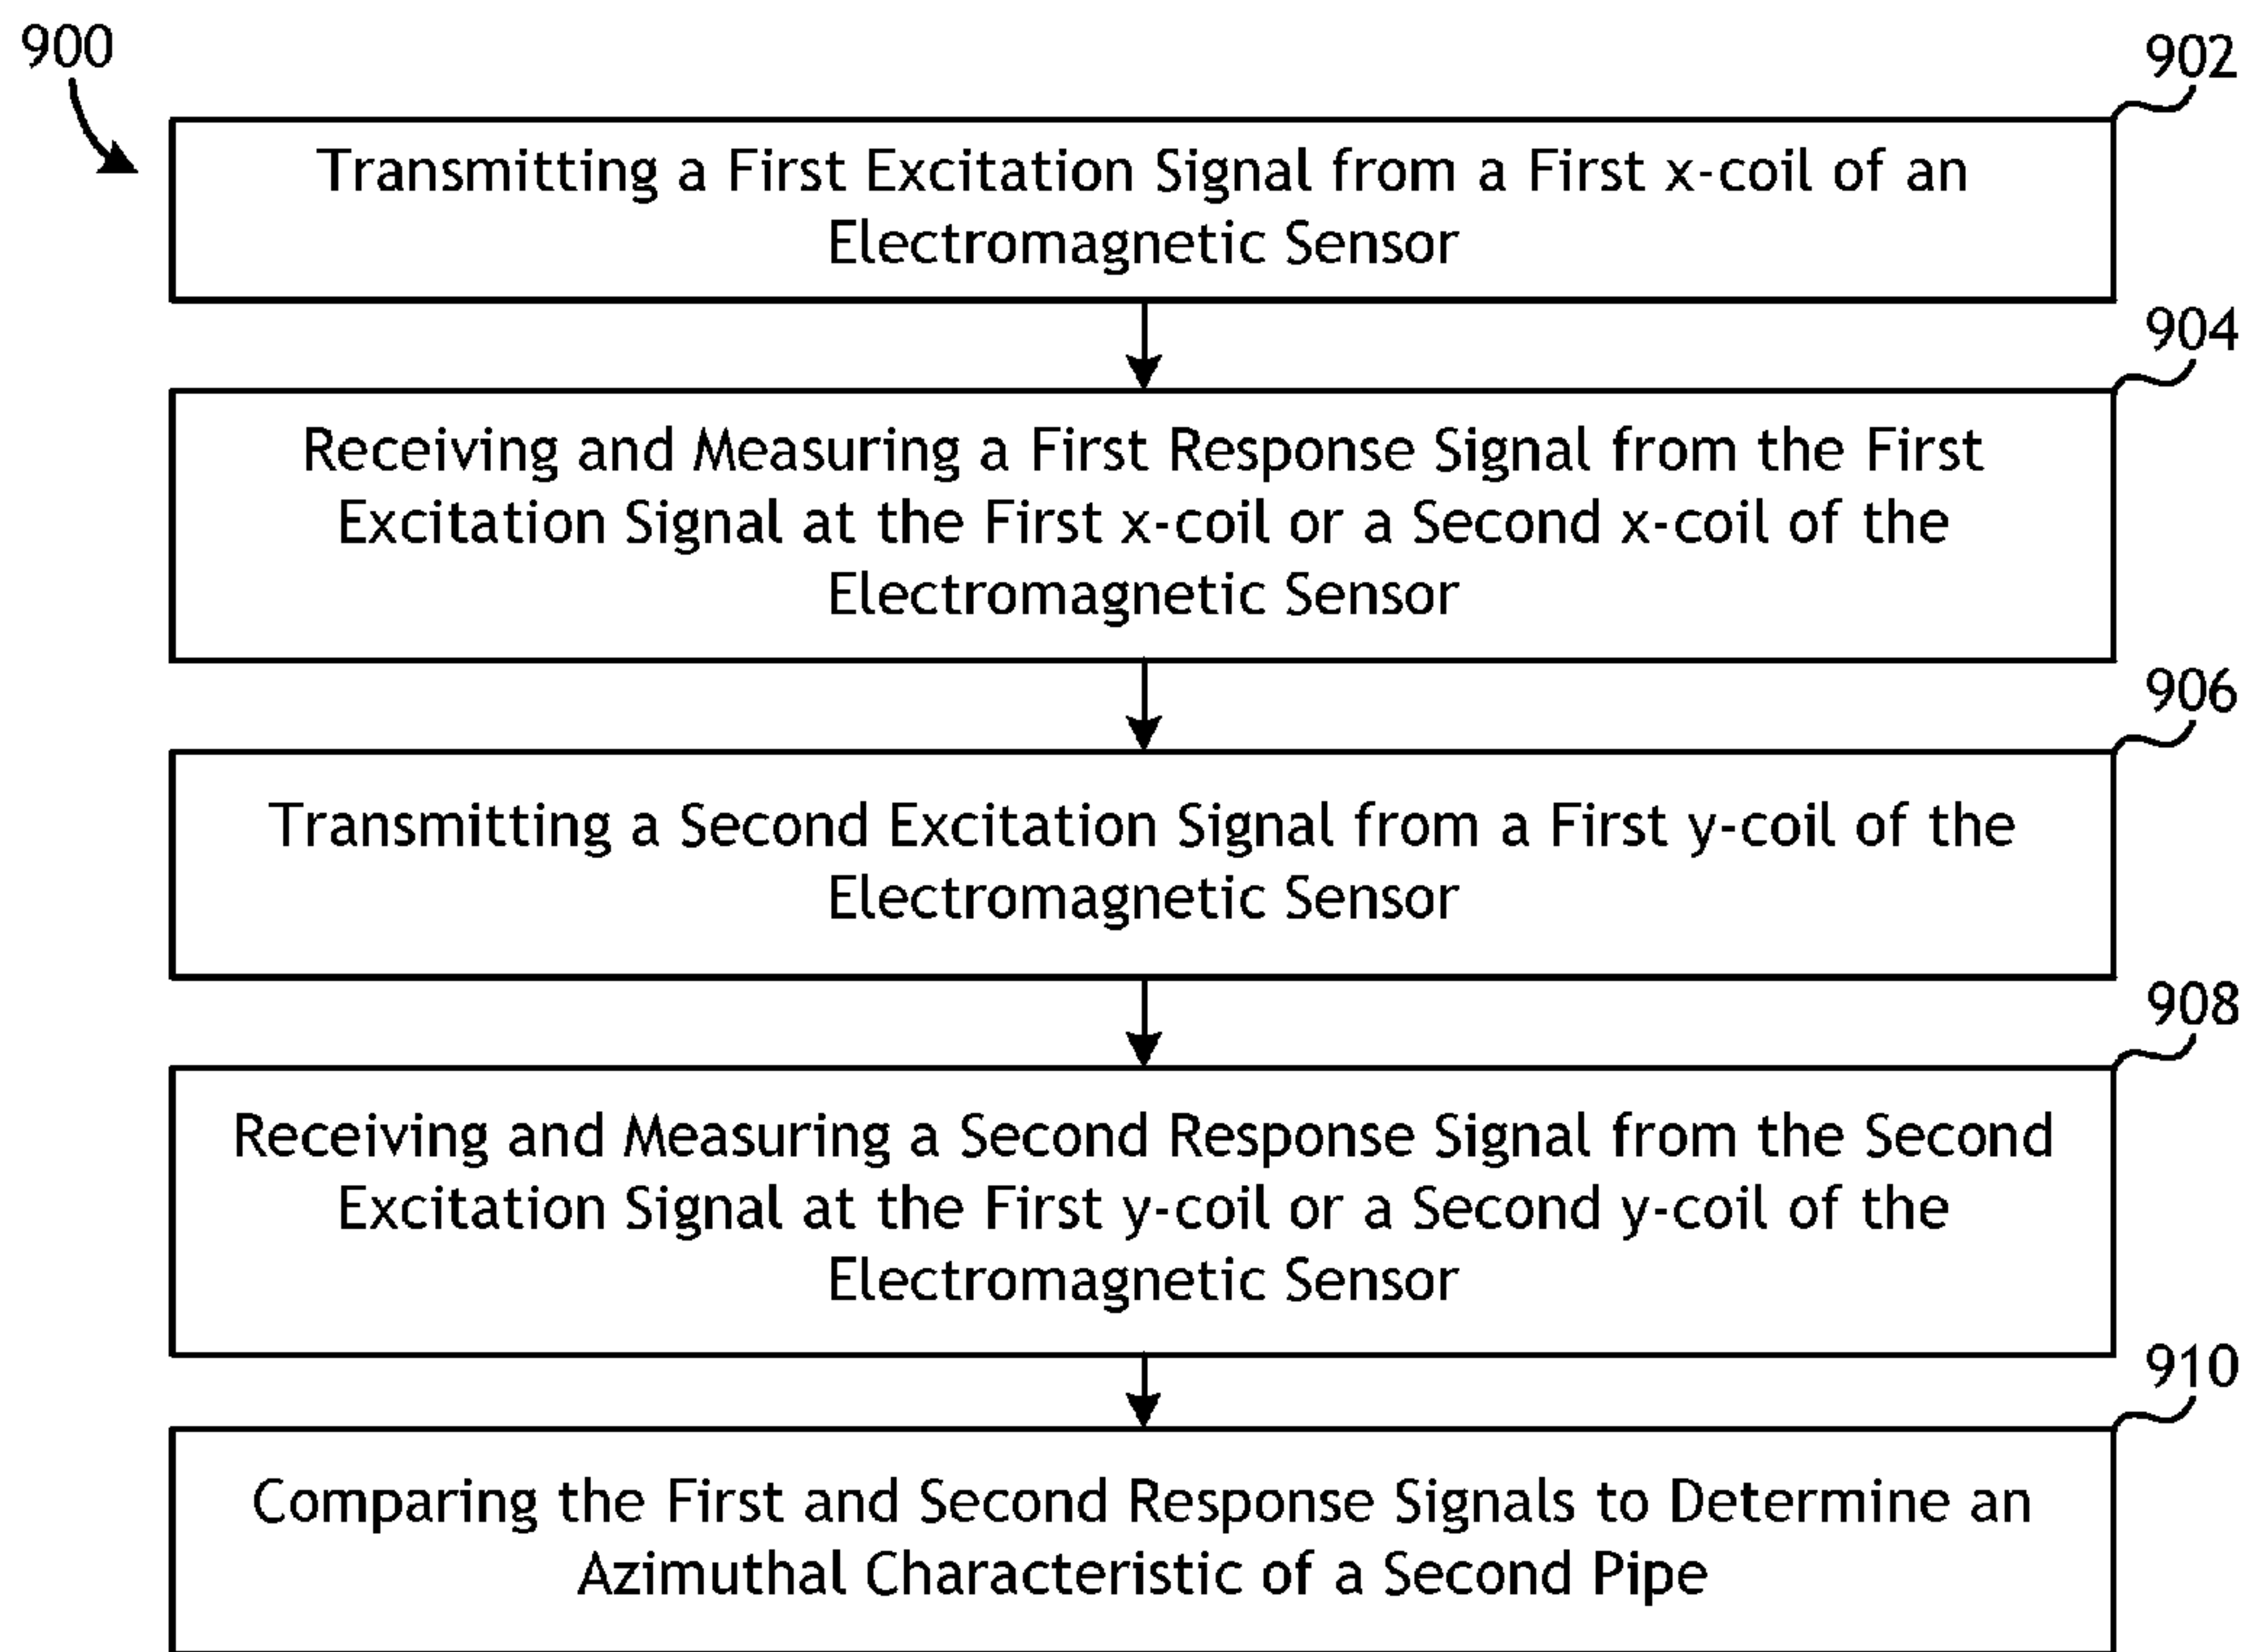 900
902
Transmitting a First Excitation Signal from a First x-coil of an
Electromagnetic Sensor
904
Receiving and Measuring a First Response Signal from the First
Excitation Signal at the First x-coil or a Second x-coil of the
Electromagnetic Sensor
906
Transmitting a Second Excitation Signal from a First y-coil of the
Electromagnetic Sensor
908
Receiving and Measuring a Second Response Signal from the Second
Excitation Signal at the First y-coil or a Second y-coil of the
Electromagnetic Sensor
910
Comparing the First and Second Response Signals to Determine an
Azimuthal Characteristic of a Second Pipe